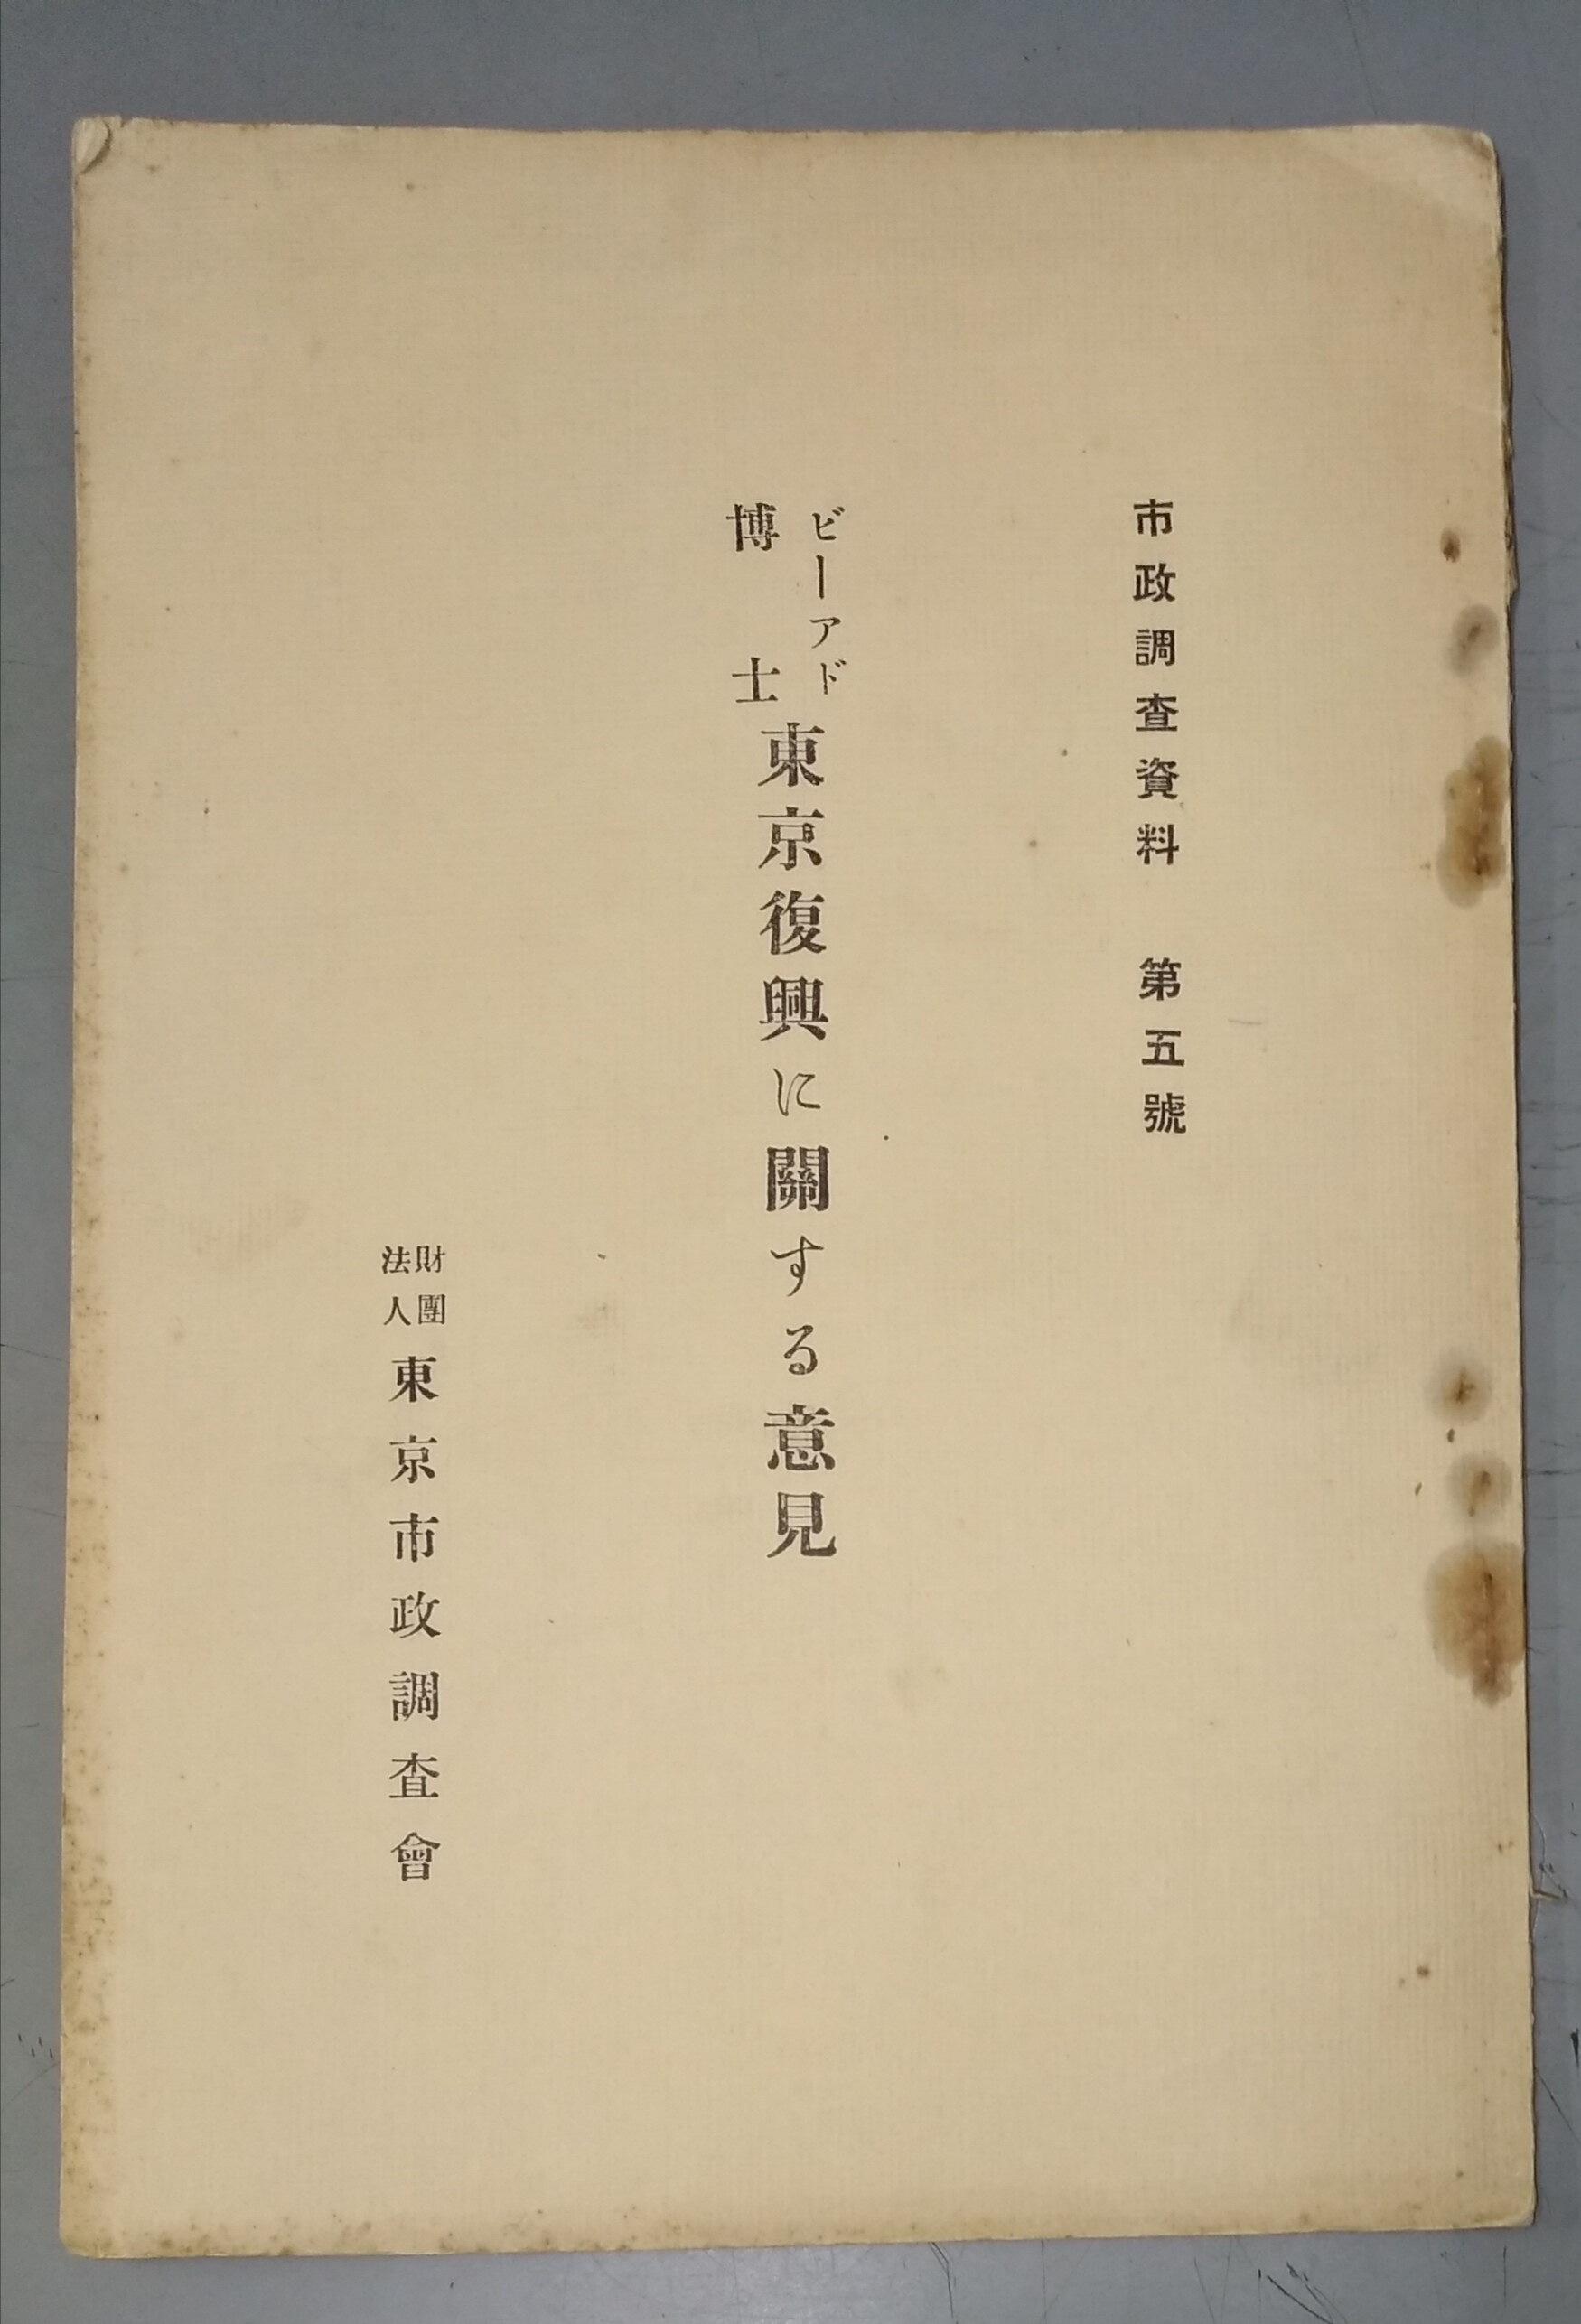 市政調査資料 第五號
ビーアド
博士
東京復興に關する意見
財團
法人
東京市政調査會